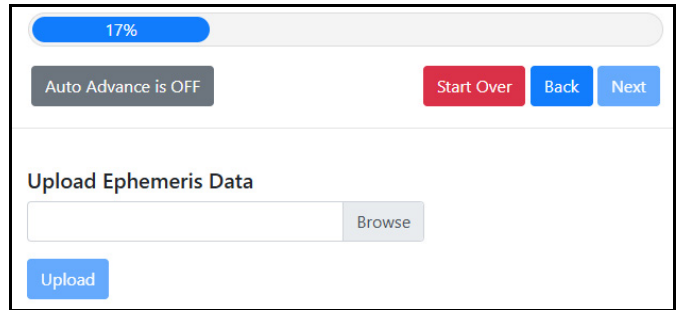 17%
Auto Advance is OFF Start Over Back Next
Upload Ephemeris Data
Browse
Upload